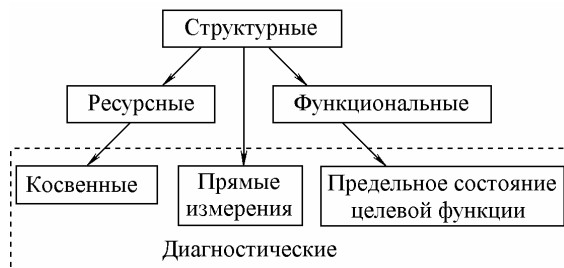 Структурные
Ресурсные
Функциональные
Косвенные
Прямые
измерения
Предельное состояние
целевой функции
Диагностические